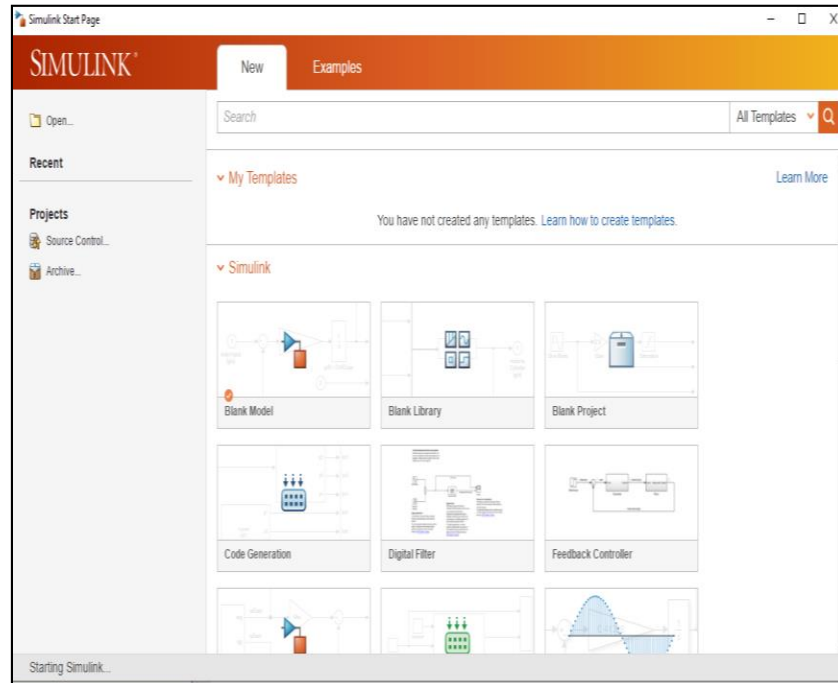 Simulink Start Page
SIMULINK®
New
Examples
Open...
Recent
Projects
Source Control...
Archive...
Search
All Templates
My Templates
Learn More
You have not created any templates. Learn how to create templates.
Simulink
Blank Model
Blank Library
Blank Project
Code Generation
Digital Filter
Feedback Controller
Starting Simulink...